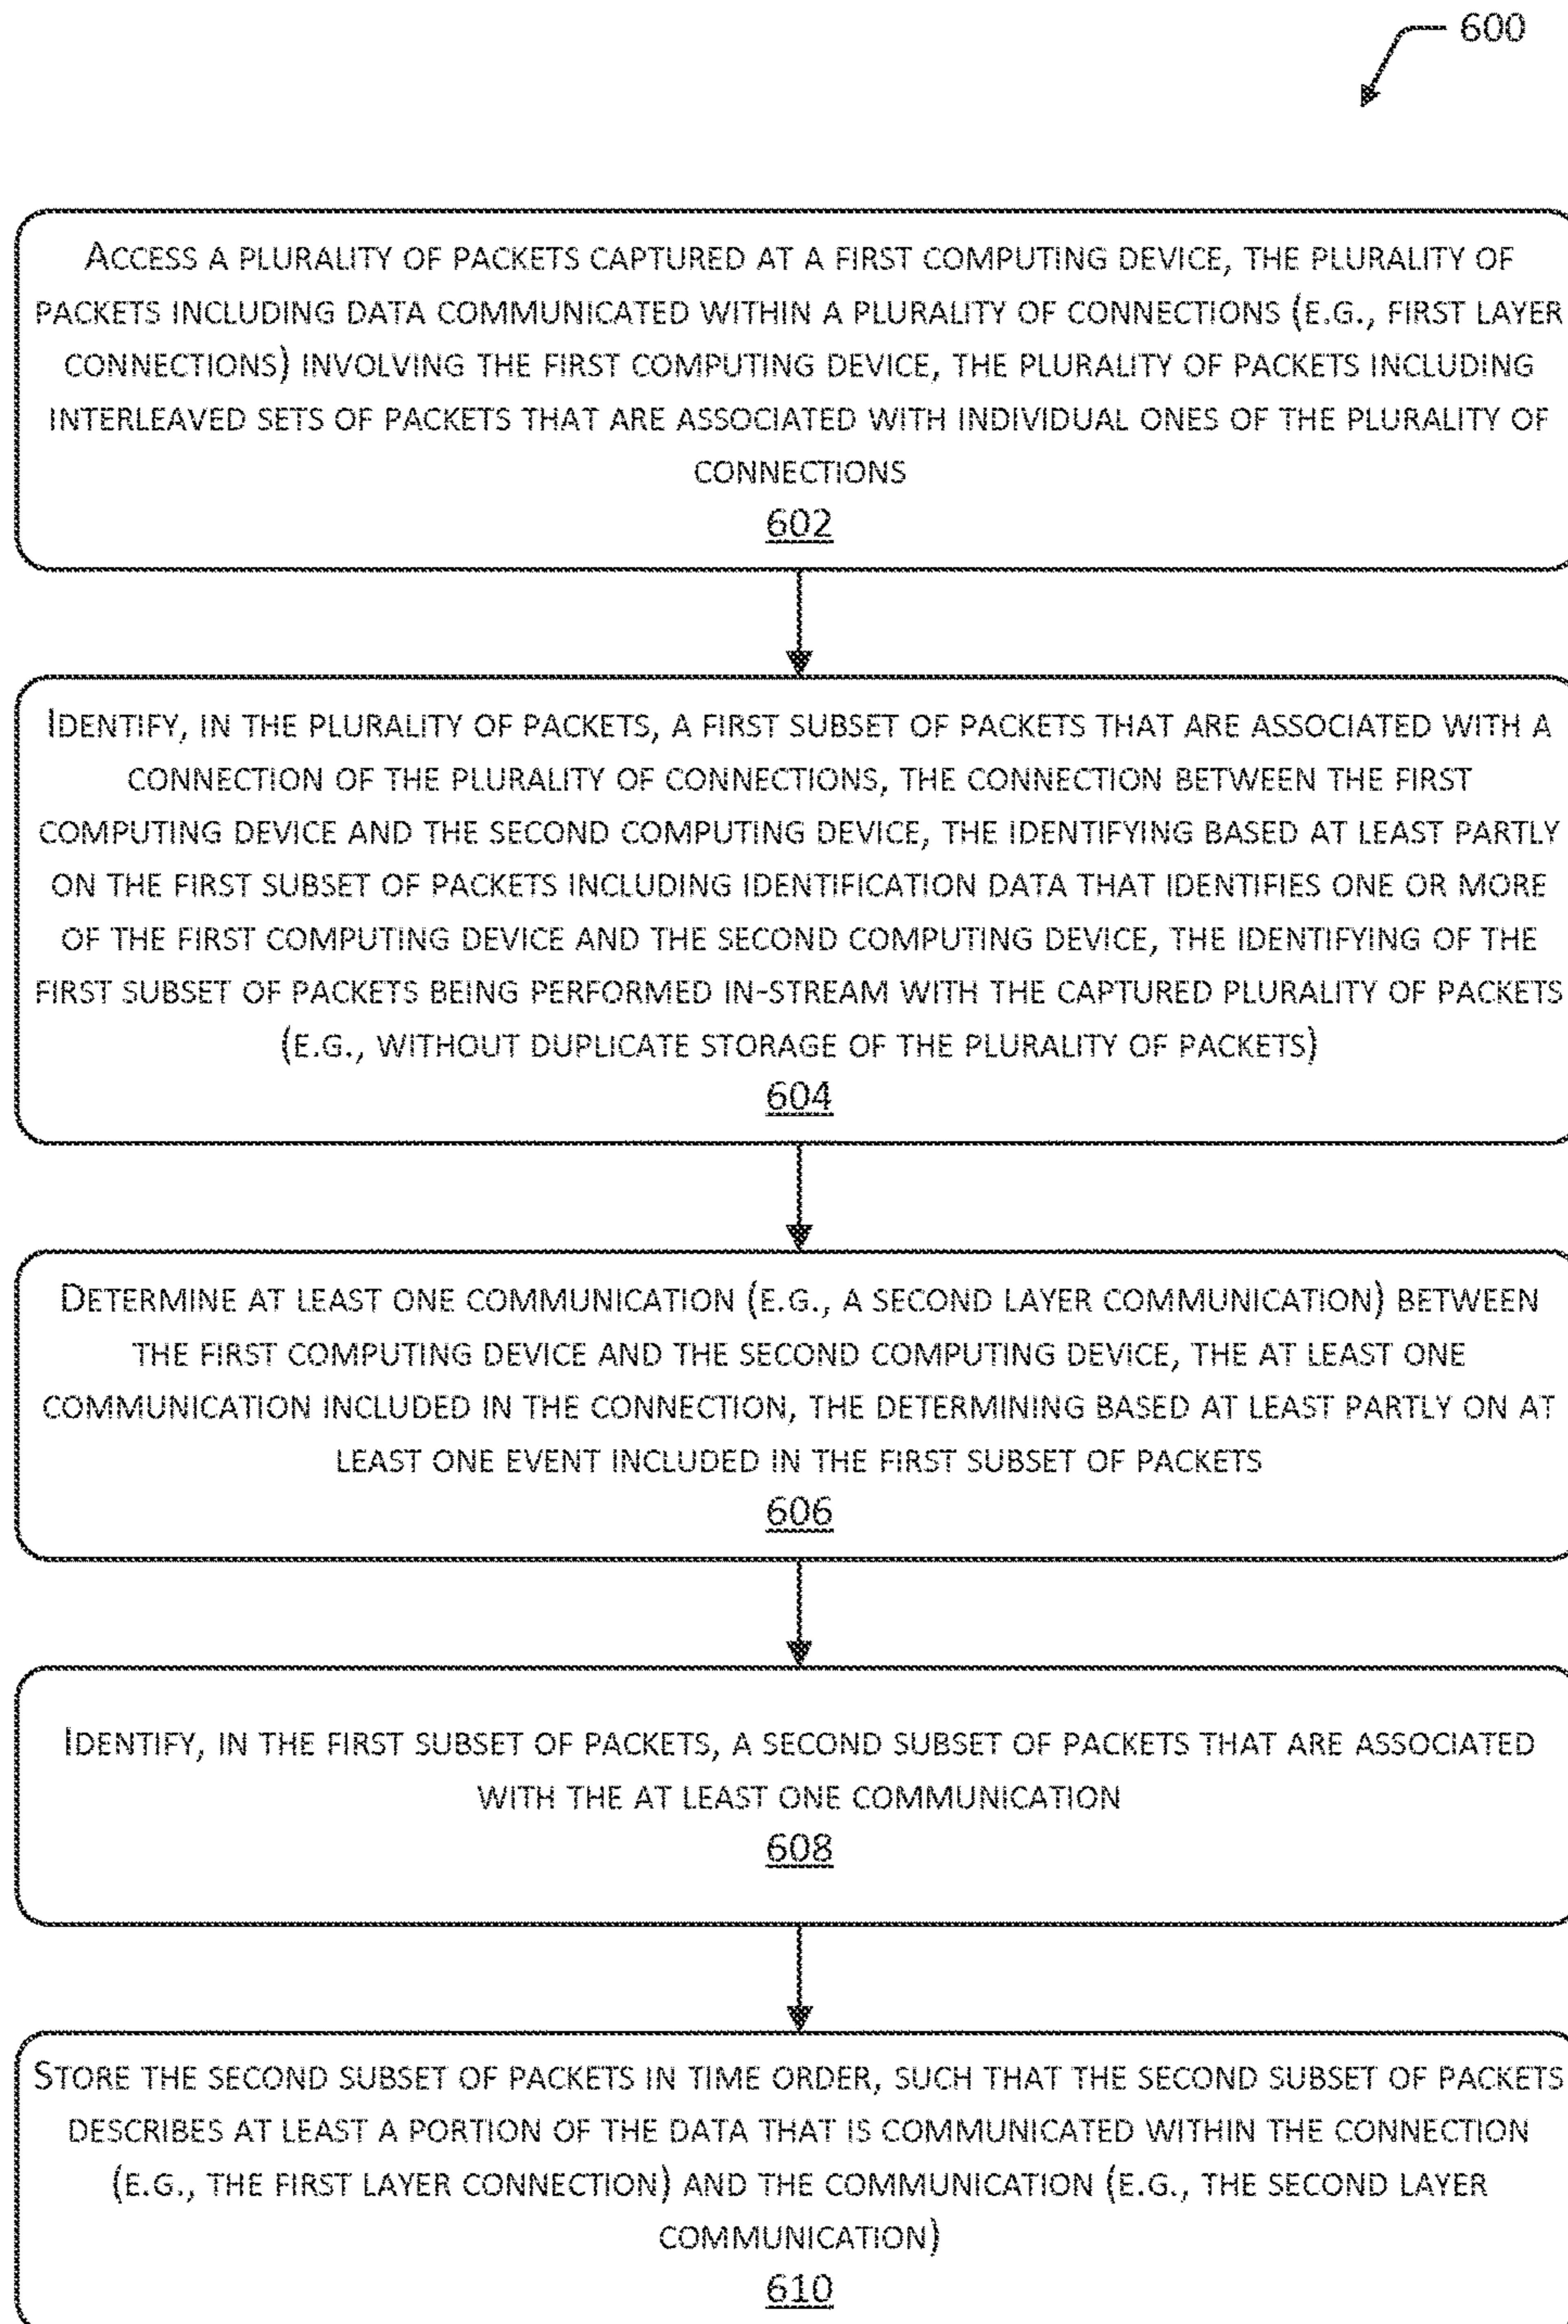 600
ACCESS A PLURALITY OF PACKETS CAPTURED AT A FIRST COMPUTING DEVICE, THE PLURALITY OF
PACKETS INCLUDING DATA COMMUNICATED WITHIN A PLURALITY OF CONNECTIONS (E.G., FIRST LAYER
CONNECTIONS) INVOLVING THE FIRST COMPUTING DEVICE, THE PLURALITY OF PACKETS INCLUDING
INTERLEAVED SETS OF PACKETS THAT ARE ASSOCIATED WITH INDIVIDUAL ONES OF THE PLURALITY OF
CONNECTIONS
602
IDENTIFY, IN THE PLURALITY OF PACKETS, A FIRST SUBSET OF PACKETS THAT ARE ASSOCIATED WITH A
CONNECTION OF THE PLURALITY OF CONNECTIONS, THE CONNECTION BETWEEN THE FIRST
COMPUTING DEVICE AND THE SECOND COMPUTING DEVICE, THE IDENTIFYING BASED AT LEAST PARTLY
ON THE FIRST SUBSET OF PACKETS INCLUDING IDENTIFICATION DATA THAT IDENTIFIES ONE OR MORE
OF THE FIRST COMPUTING DEVICE AND THE SECOND COMPUTING DEVICE, THE IDENTIFYING OF THE
FIRST SUBSET OF PACKETS BEING PERFORMED IN-STREAM WITH THE CAPTURED PLURALITY OF PACKETS
(E.G., WITHOUT DUPLICATE STORAGE OF THE PLURALITY OF PACKETS)
604
DETERMINE AT LEAST ONE COMMUNICATION (E.G., A SECOND LAYER COMMUNICATION) BETWEEN
THE FIRST COMPUTING DEVICE AND THE SECOND COMPUTING DEVICE, THE AT LEAST ONE
COMMUNICATION INCLUDED IN THE CONNECTION, THE DETERMINING BASED AT LEAST PARTLY ON AT
LEAST ONE EVENT INCLUDED IN THE FIRST SUBSET OF PACKETS
606
IDENTIFY, IN THE FIRST SUBSET OF PACKETS, A SECOND SUBSET OF PACKETS THAT ARE ASSOCIATED
WITH THE AT LEAST ONE COMMUNICATION
608
STORE THE SECOND SUBSET OF PACKETS IN TIME ORDER, SUCH THAT THE SECOND SUBSET OF PACKETS
DESCRIBES AT LEAST A PORTION OF THE DATA THAT IS COMMUNICATED WITHIN THE CONNECTION
(E.G., THE FIRST LAYER CONNECTION) AND THE COMMUNICATION (E.G., THE SECOND LAYER
COMMUNICATION)
610